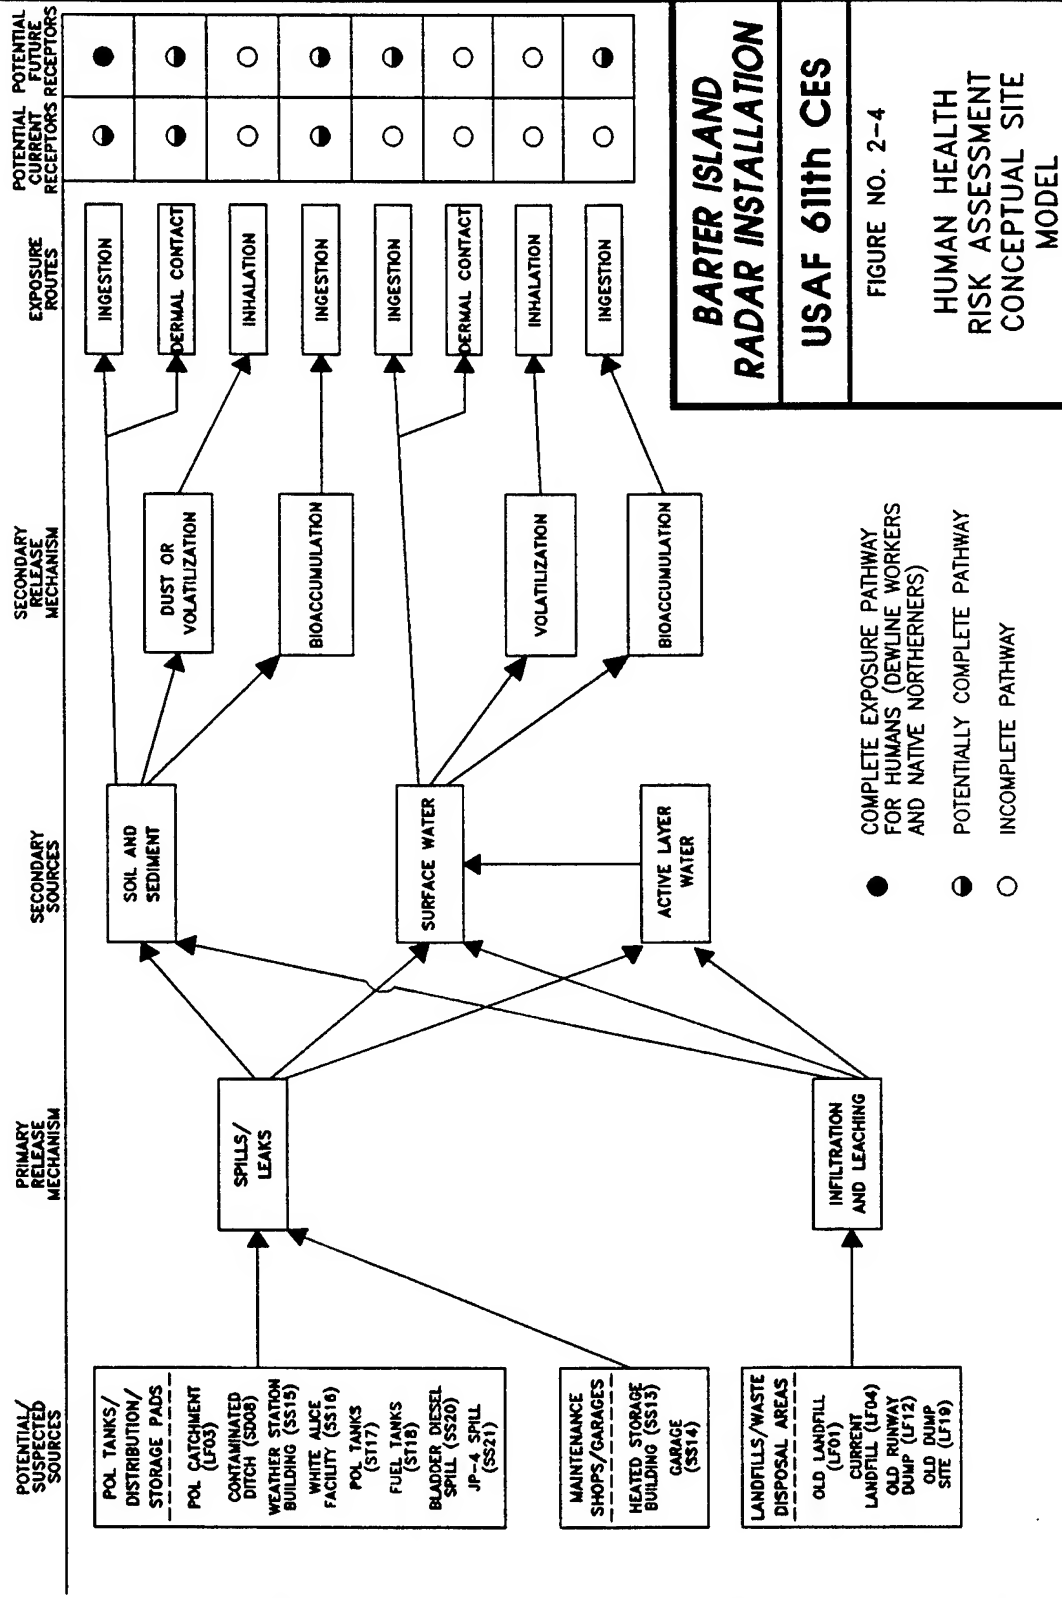 POTENTIAL/
SUSPECTED
SOURCES
PRIMARY
RELEASE
MECHANISM
SECONDARY
SOURCES
SECONDARY
RELEASE
MECHANISM
EXPOSURE
ROUTES
POTENTIAL
CURRENT
RECEPTORS
POTENTIAL
FUTURE
RECEPTORS
POL TANKS/
DISTRIBUTION/
STORAGE PADS
POL CATCHMENT
(LF03)
CONTAMINATED
DITCH (SD08)
WEATHER STATION
BUILDING (SS15)
WHITE ALICE
FACILITY (SS16)
POL TANKS
(ST17)
FUEL TANKS
(ST18)
BLADDER DIESEL
SPILL (SS20)
JP-4 SPILL
(SS21)
MAINTENANCE
SHOPS/GARAGES
HEATED STORAGE
BUILDING (SS13)
GARAGE
(SS14)
LANDFILLS/WASTE
DISPOSAL AREAS
OLD LANDFILL
(LF01)
CURRENT
LANDFILL (LF04)
OLD RUNWAY
DUMP (LF12)
OLD DUMP
SITE (LF19)
SPILLS/
LEAKS
INFILTRATION
AND LEACHING
SOIL AND
SEDIMENT
SURFACE WATER
ACTIVE LAYER
WATER
DUST OR
VOLATILIZATION
BIOACCUMULATION
VOLATILIZATION
BIOACCUMULATION
INGESTION
DERMAL CONTACT
INHALATION
INGESTION
INGESTION
DERMAL CONTACT
INHALATION
INGESTION
COMPLETE EXPOSURE PATHWAY
FOR HUMANS (DEWLINE WORKERS
AND NATIVE NORTHERNERS)
POTENTIALLY COMPLETE PATHWAY
INCOMPLETE PATHWAY
BARTER ISLAND
RADAR INSTALLATION
USAF 611th CES
FIGURE NO. 2-4
HUMAN HEALTH
RISK ASSESSMENT
CONCEPTUAL SITE
MODEL